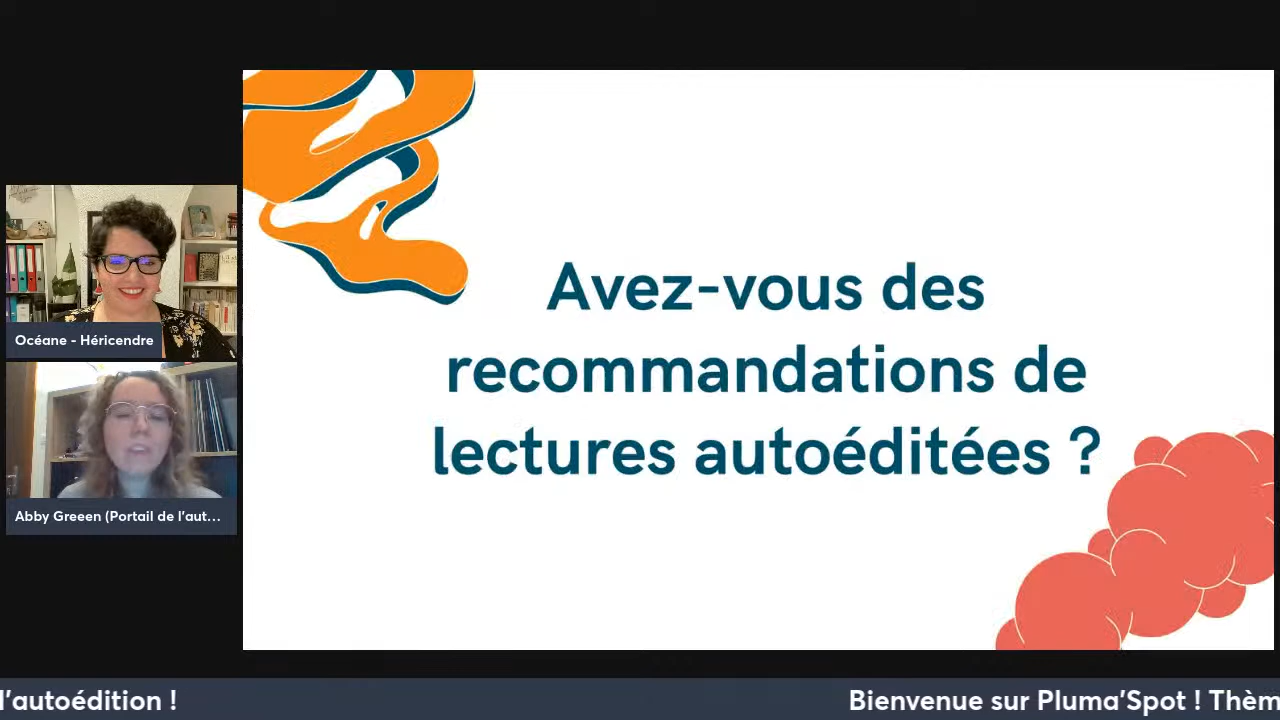 Océane - Héricendre
Abby Greeen (Portail de l'aut...
Avez-vous des
recommandations de
lectures autoéditées ?
l'autoédition !
Bienvenue sur Pluma'Spot ! Thèm